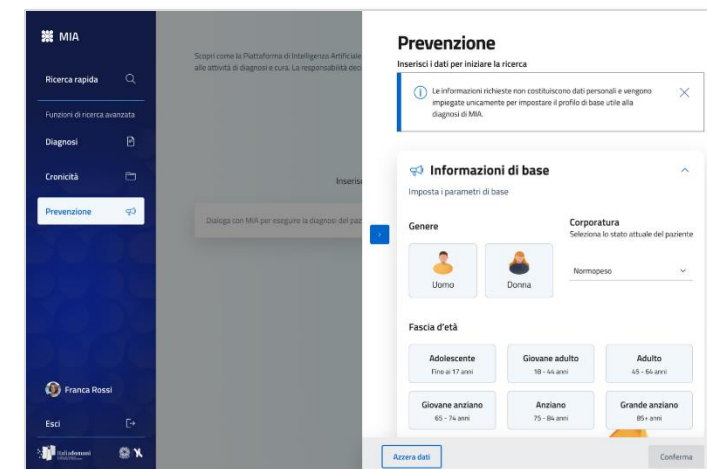 MIA
Ricerca rapida
Funzioni di ricerca avanzata
Diagnosi
Cronicità
Prevenzione
Franca Rossi
Esci
Italiadomani
Scopri come la Piattaforma di Intelligenza Artificiale
alle attività di diagnosi e cura. La responsabilità deci
Inseris
Dialoga con MIA per eseguire la diagnosi del paz
Prevenzione
Inserisci i dati per iniziare la ricerca
Le informazioni richieste non costituiscono dati personali e vengono
impiegate unicamente per impostare il profilo di base utile alla
diagnosi di MIA.
Informazioni di base
Imposta i parametri di base
Genere
Uomo
Donna
Corporatura
Seleziona lo stato attuale del paziente
Normopeso
Fascia d'età
Adolescente
Fino ai 17 anni
Giovane adulto
18 - 44 anni
Adulto
45 - 64 anni
Giovane anziano
65 - 74 anni
Anziano
75 - 84 anni
Grande anziano
85+ anni
Azzera dati
Conferma